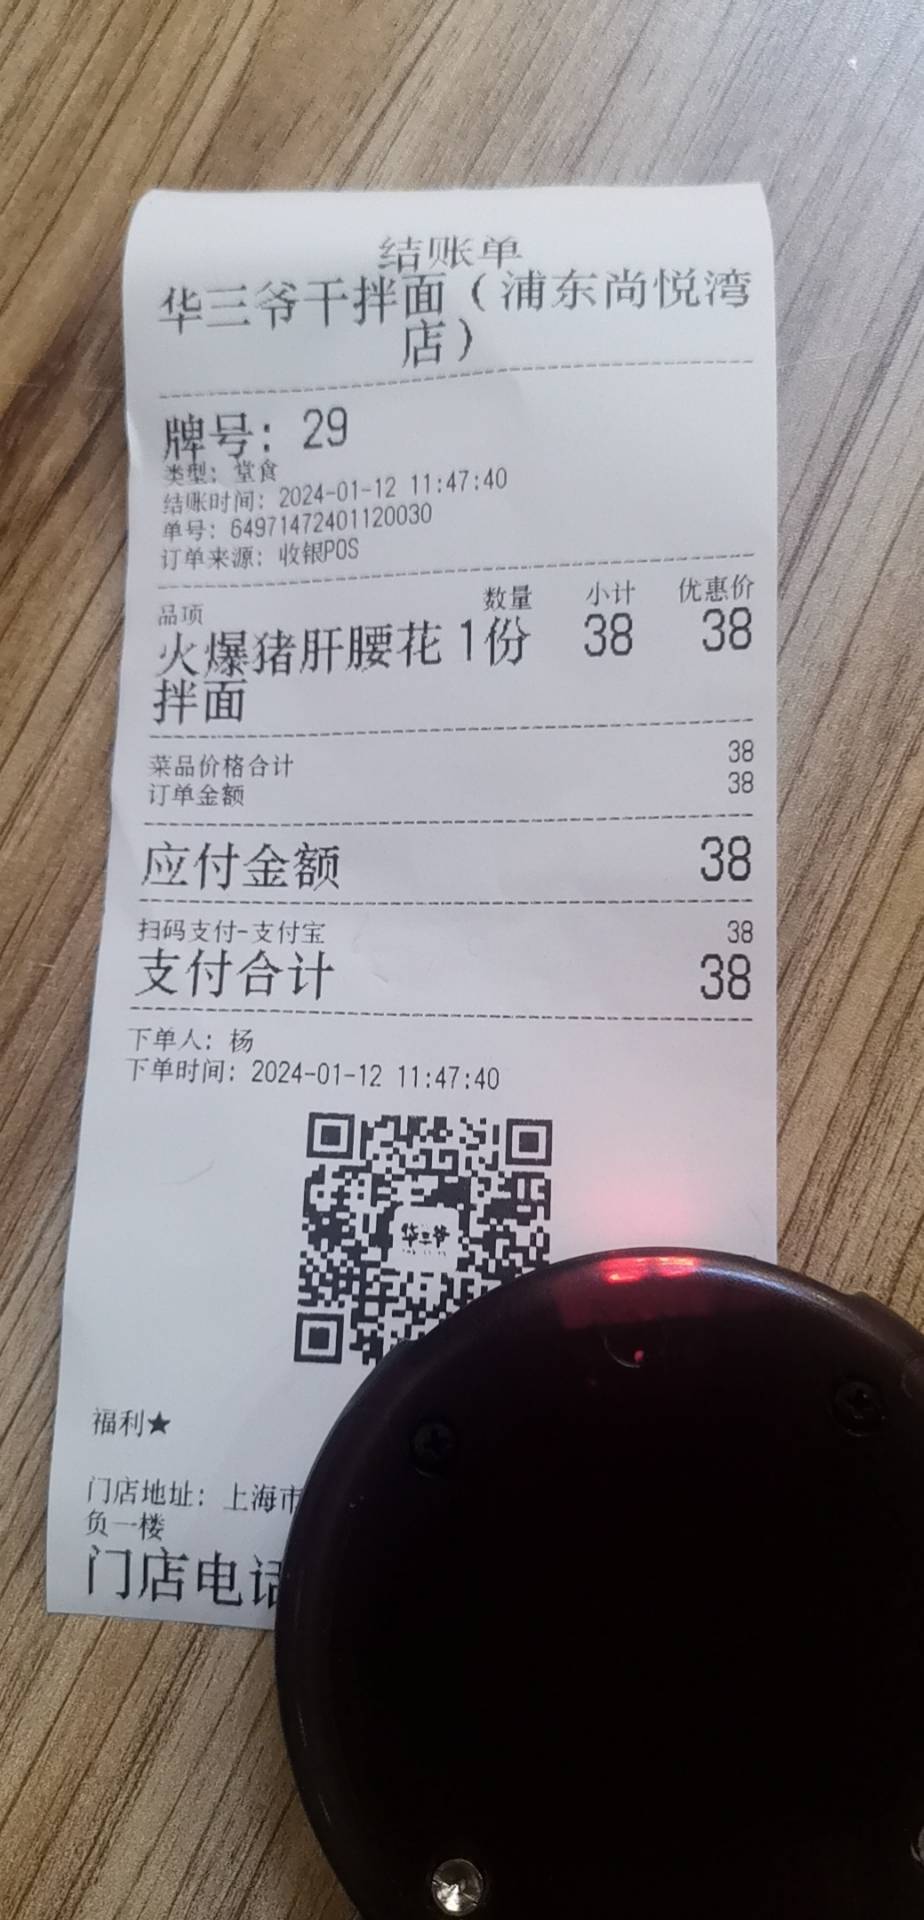 结账单
华三爷干拌面（浦东尚悦湾
店）
牌号：29
类型：堂食
结账时间：2024-01-12 11:47:40
单号：64971472401120030
订单来源：收银POS
品项 数量 小计 优惠价
火爆猪肝腰花 1份 38 38
拌面
菜品价格合计 38
订单金额 38
应付金额 38
扫码支付-支付宝 38
支付合计 38
下单人：杨
下单时间：2024-01-12 11:47:40
华三爷
福利★
门店地址：上海市
负一楼
门店电话